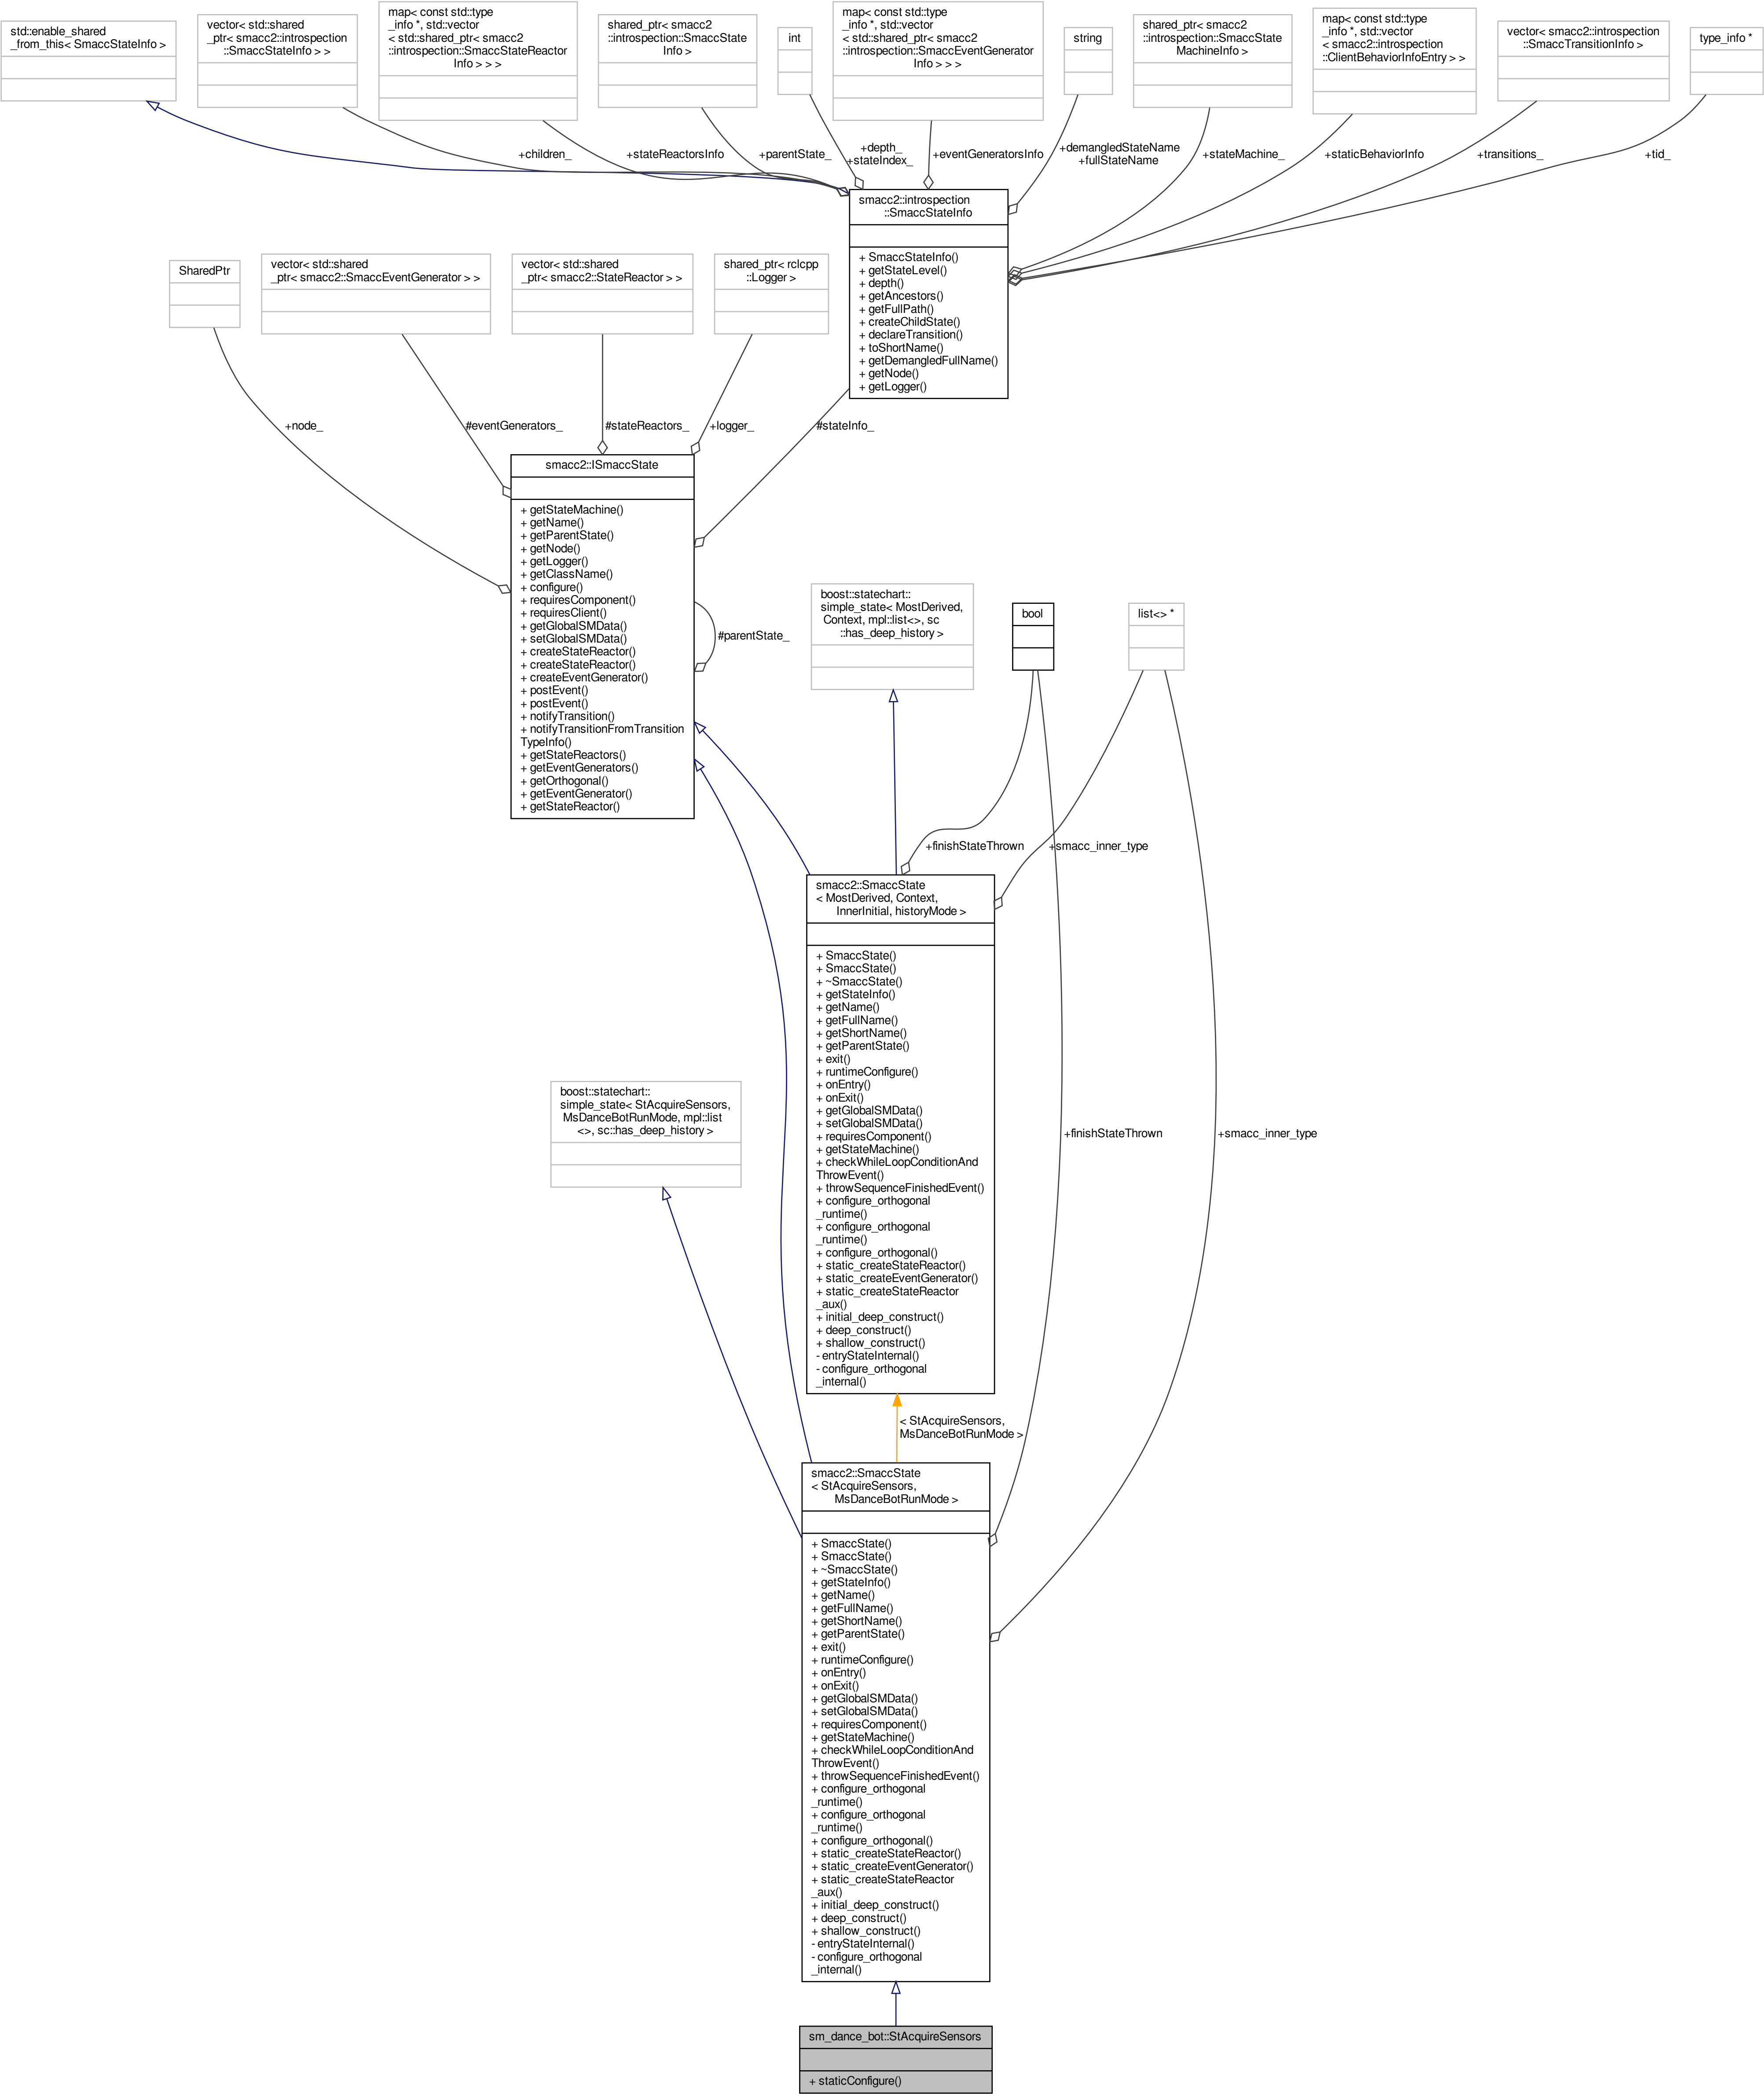 std::enable_shared
_from_this< SmaccStateInfo >
vector< std::shared
_ptr< smacc2::introspection
::SmaccStateInfo > >
map< const std::type
_info *, std::vector
< std::shared_ptr< smacc2
::introspection::SmaccStateReactor
Info > > >
shared_ptr< smacc2
::introspection::SmaccState
Info >
int
map< const std::type
_info *, std::vector
< std::shared_ptr< smacc2
::introspection::SmaccEventGenerator
Info > > >
string
shared_ptr< smacc2
::introspection::SmaccState
MachineInfo >
map< const std::type
_info *, std::vector
< smacc2::introspection
::ClientBehaviorInfoEntry > >
vector< smacc2::introspection
::SmaccTransitionInfo >
type_info *
+children_
+stateReactorsInfo
+parentState_
+depth_
+stateIndex_
+eventGeneratorsInfo
+demangledStateName
+fullStateName
+stateMachine_
+staticBehaviorInfo
+transitions_
+tid_
smacc2::introspection
::SmaccStateInfo
+ SmaccStateInfo()
+ getStateLevel()
+ depth()
+ getAncestors()
+ getFullPath()
+ createChildState()
+ declareTransition()
+ toShortName()
+ getDemangledFullName()
+ getNode()
+ getLogger()
SharedPtr
vector< std::shared
_ptr< smacc2::SmaccEventGenerator > >
vector< std::shared
_ptr< smacc2::StateReactor > >
shared_ptr< rclcpp
::Logger >
+node_
#eventGenerators_
#stateReactors_
+logger_
#stateInfo_
smacc2::ISmaccState
+ getStateMachine()
+ getName()
+ getParentState()
+ getNode()
+ getLogger()
+ getClassName()
+ configure()
+ requiresComponent()
+ requiresClient()
+ getGlobalSMData()
+ setGlobalSMData()
+ createStateReactor()
+ createStateReactor()
+ createEventGenerator()
+ postEvent()
+ postEvent()
+ notifyTransition()
+ notifyTransitionFromTransition
TypeInfo()
+ getStateReactors()
+ getEventGenerators()
+ getOrthogonal()
+ getEventGenerator()
+ getStateReactor()
#parentState_
boost::statechart::
simple_state< MostDerived,
Context, mpl::list<>, sc
::has_deep_history >
bool
list<> *
+finishStateThrown
+smacc_inner_type
smacc2::SmaccState
< MostDerived, Context,
InnerInitial, historyMode >
+ SmaccState()
+ SmaccState()
+ ~SmaccState()
+ getStateInfo()
+ getName()
+ getFullName()
+ getShortName()
+ getParentState()
+ exit()
+ runtimeConfigure()
+ onEntry()
+ onExit()
+ getGlobalSMData()
+ setGlobalSMData()
+ requiresComponent()
+ getStateMachine()
+ checkWhileLoopConditionAnd
ThrowEvent()
+ throwSequenceFinishedEvent()
+ configure_orthogonal
_runtime()
+ configure_orthogonal
_runtime()
+ configure_orthogonal()
+ static_createStateReactor()
+ static_createEventGenerator()
+ static_createStateReactor
_aux()
+ initial_deep_construct()
+ deep_construct()
+ shallow_construct()
- entryStateInternal()
- configure_orthogonal
_internal()
boost::statechart::
simple_state< StAcquireSensors,
MsDanceBotRunMode, mpl::list
<>, sc::has_deep_history >
+finishStateThrown
+smacc_inner_type
< StAcquireSensors,
MsDanceBotRunMode >
smacc2::SmaccState
< StAcquireSensors,
MsDanceBotRunMode >
+ SmaccState()
+ SmaccState()
+ ~SmaccState()
+ getStateInfo()
+ getName()
+ getFullName()
+ getShortName()
+ getParentState()
+ exit()
+ runtimeConfigure()
+ onEntry()
+ onExit()
+ getGlobalSMData()
+ setGlobalSMData()
+ requiresComponent()
+ getStateMachine()
+ checkWhileLoopConditionAnd
ThrowEvent()
+ throwSequenceFinishedEvent()
+ configure_orthogonal
_runtime()
+ configure_orthogonal
_runtime()
+ configure_orthogonal()
+ static_createStateReactor()
+ static_createEventGenerator()
+ static_createStateReactor
_aux()
+ initial_deep_construct()
+ deep_construct()
+ shallow_construct()
- entryStateInternal()
- configure_orthogonal
_internal()
sm_dance_bot::StAcquireSensors
+ staticConfigure()